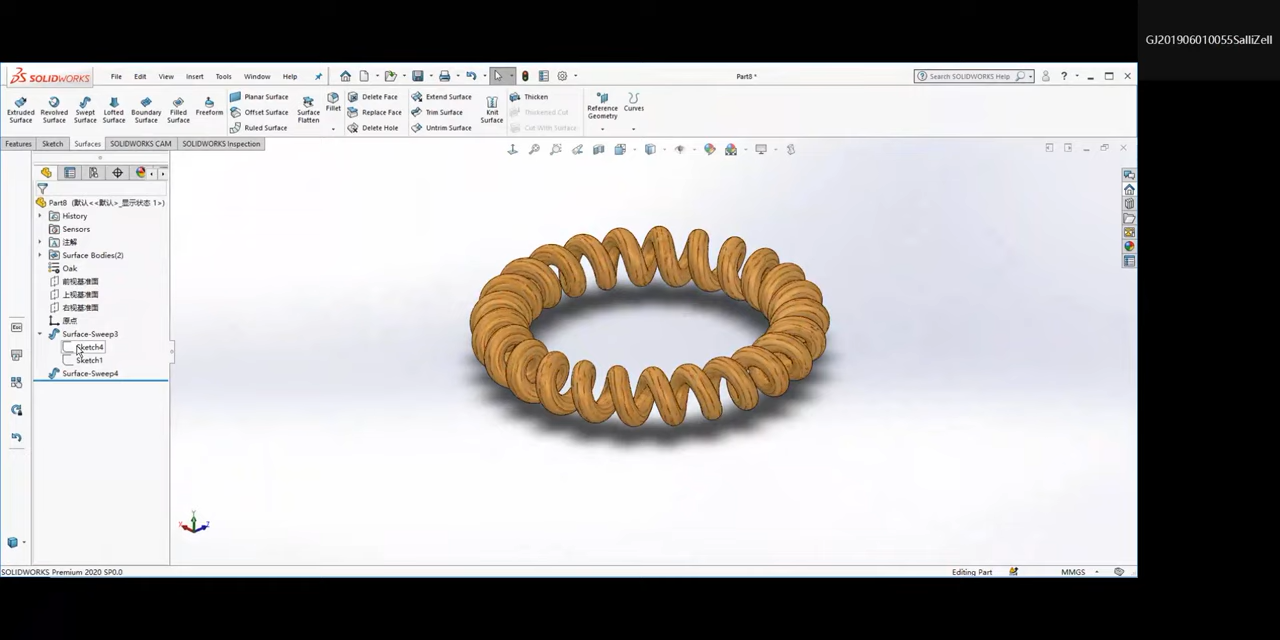 GJ201906010055SalliZell
SOLIDWORKS File Edit View Insert Tools Window Help Part8 * Search SOLIDWORKS Help
Extruded Surface
Revolved Surface
Swept Surface
Lofted Surface
Boundary Surface
Filled Surface
Freeform
Planar Surface
Offset Surface
Ruled Surface
Surface Flatten
Fillet
Delete Face
Replace Face
Delete Hole
Extend Surface
Trim Surface
Untrim Surface
Knit Surface
Thicken
Thickened Cut
Cut With Surface
Reference Geometry
Curves
Features Sketch Surfaces SOLIDWORKS CAM SOLIDWORKS Inspection
Part8 (默认<<默认>_显示状态 1>)
History
Sensors
注解
Surface Bodies(2)
Oak
前视基准面
上视基准面
右视基准面
原点
Surface-Sweep3
Sketch4
Sketch1
Surface-Sweep4
Esc
Y
X
Z
SOLIDWORKS Premium 2020 SP0.0 Editing Part MMGS